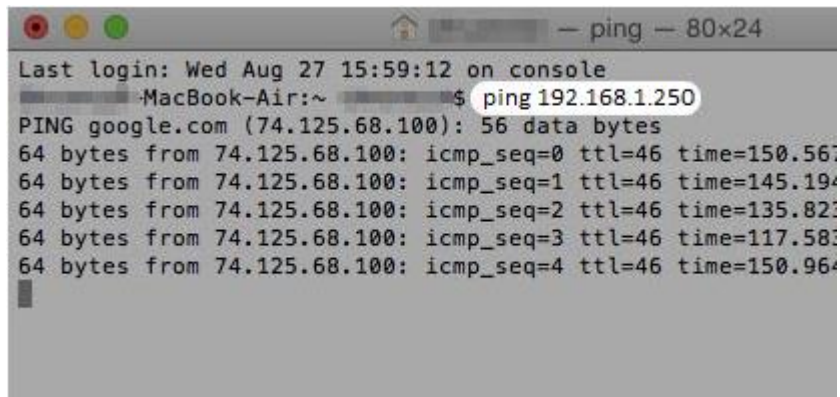 — ping — 80×24
Last login: Wed Aug 27 15:59:12 on console
-MacBook-Air:~ $ ping 192.168.1.250
PING google.com (74.125.68.100): 56 data bytes
64 bytes from 74.125.68.100: icmp_seq=0 ttl=46 time=150.567
64 bytes from 74.125.68.100: icmp_seq=1 ttl=46 time=145.194
64 bytes from 74.125.68.100: icmp_seq=2 ttl=46 time=135.823
64 bytes from 74.125.68.100: icmp_seq=3 ttl=46 time=117.583
64 bytes from 74.125.68.100: icmp_seq=4 ttl=46 time=150.964